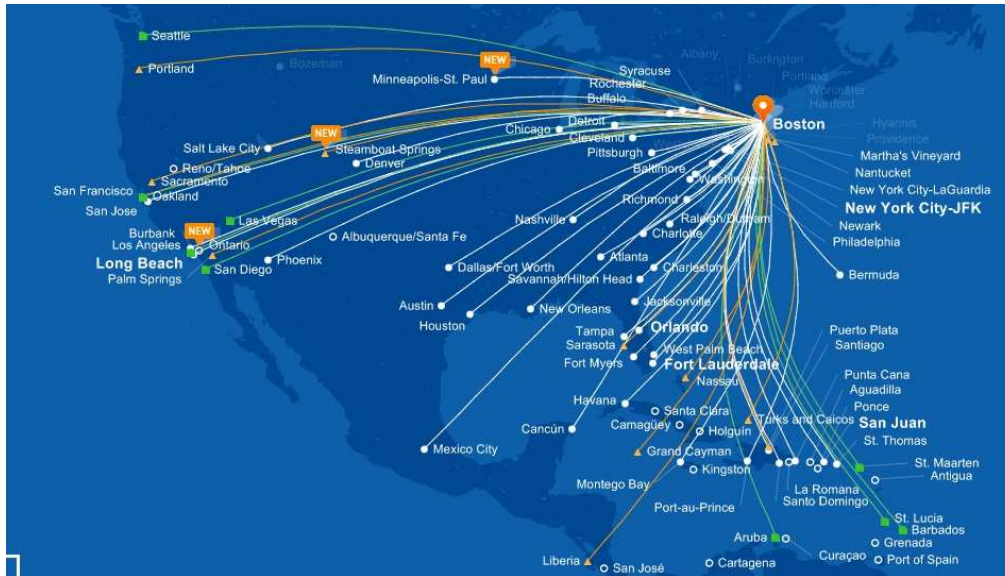 Seattle
Portland
Bozeman
NEW
Minneapolis-St. Paul
Albany
Burlington
Syracuse
Rochester
Buffalo
Portland
Worcester
Boston
Hyannis
Providence
Detroit
Chicago
Cleveland
Pittsburgh
Baltimore
Washington
Richmond
Martha's Vineyard
Nantucket
New York City-LaGuardia
New York City-JFK
Newark
Philadelphia
Salt Lake City
NEW
Steamboat Springs
Denver
Reno/Tahoe
Sacramento
San Francisco
Oakland
San Jose
Las Vegas
Burbank
NEW
Los Angeles
Ontario
Long Beach
Palm Springs
San Diego
Phoenix
Albuquerque/Santa Fe
Nashville
Raleigh/Durham
Charlotte
Atlanta
Dallas/Fort Worth
Charleston
Savannah/Hilton Head
Bermuda
Austin
Houston
New Orleans
Jacksonville
Tampa
Orlando
Sarasota
West Palm Beach
Fort Myers
Fort Lauderdale
Nassau
Havana
Santa Clara
Camagüey
Holguín
Cancún
Mexico City
Grand Cayman
Kingston
Montego Bay
Turks and Caicos
Puerto Plata
Santiago
Punta Cana
Aguadilla
Ponce
San Juan
St. Thomas
St. Maarten
Antigua
La Romana
Santo Domingo
Port-au-Prince
St. Lucia
Barbados
Aruba
Grenada
Curaçao
Port of Spain
Liberia
San José
Cartagena